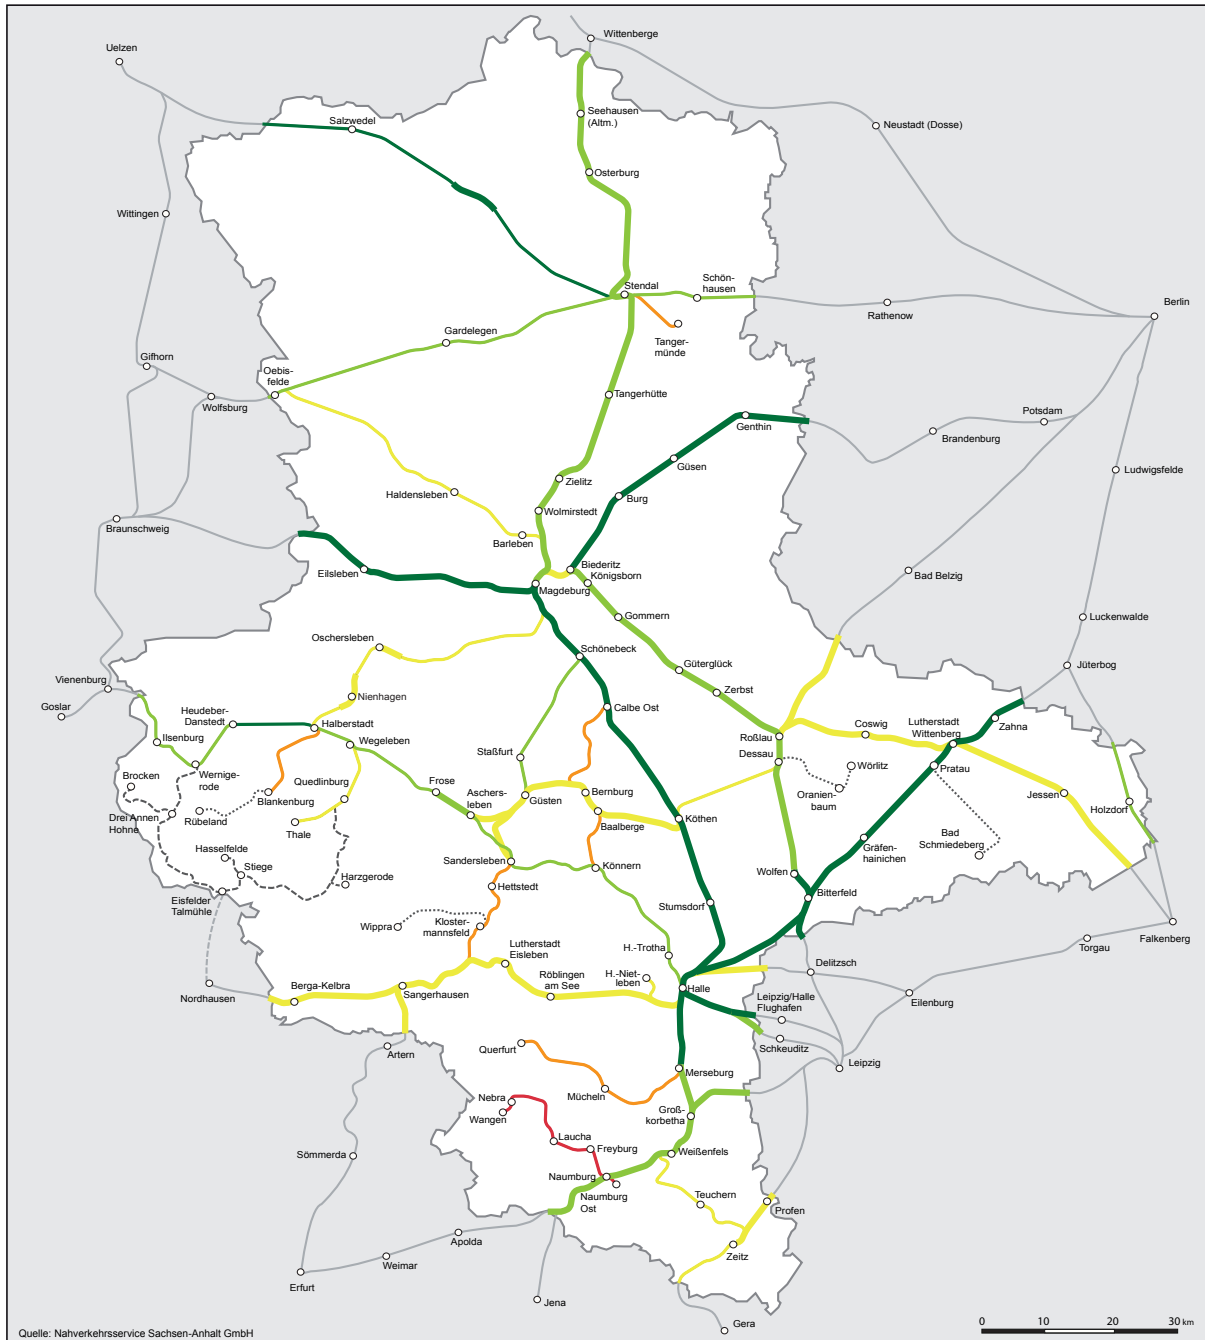 Wittenberge
Uelzen
Seehausen
(Altm.)
Salzwedel
Neustadt (Dosse)
Osterburg
Wittingen
Schön-
hausen
Stendal
Rathenow
Berlin
Gardelegen
Tanger-
münde
Gifhorn
Oebis-
felde
Wolfsburg
Tangerhütte
Genthin
Potsdam
Brandenburg
Güsen
Ludwigsfelde
Zielitz
Haldensleben
Burg
Wolmirstedt
Braunschweig
Barleben
Eilsleben
Biederitz
Königsborn
Magdeburg
Bad Belzig
Gommern
Luckenwalde
Oschersleben
Schönebeck
Güterglück
Jüterbog
Vienenburg
Zerbst
Nienhagen
Goslar
Heudeber-
Danstedt
Halberstadt
Calbe Ost
Ilsenburg
Wegeleben
Roßlau
Coswig
Lutherstadt
Wittenberg
Zahna
Staßfurt
Dessau
Wörlitz
Pratau
Brocken
Wernige-
rode
Quedlinburg
Frose
Aschers-
leben
Güsten
Bernburg
Oranien-
baum
Jessen
Blankenburg
Holzdorf
Drei Annen
Hohne
Rübeland
Thale
Baalberge
Köthen
Bad
Schmiedeberg
Gräfen-
hainichen
Hasselfelde
Stiege
Sandersleben
Könnern
Harzgerode
Hettstedt
Wolfen
Bitterfeld
Eisfelder
Talmühle
Stumsdorf
Wippra
Kloster-
mannsfeld
Falkenberg
Torgau
Lutherstadt
Eisleben
H.-Trotha
Röblingen
am See
H.-Niet-
leben
Delitzsch
Nordhausen
Berga-Kelbra
Sangerhausen
Halle
Eilenburg
Leipzig/Halle
Flughafen
Schkeuditz
Artern
Querfurt
Leipzig
Merseburg
Mücheln
Nebra
Wangen
Groß-
korbetha
Laucha
Freyburg
Sömmerda
Weißenfels
Naumburg
Naumburg
Ost
Teuchern
Profen
Apolda
Weimar
Zeitz
Erfurt
Jena
Gera
0 10 20 30 km
Quelle: Nahverkehrsservice Sachsen-Anhalt GmbH